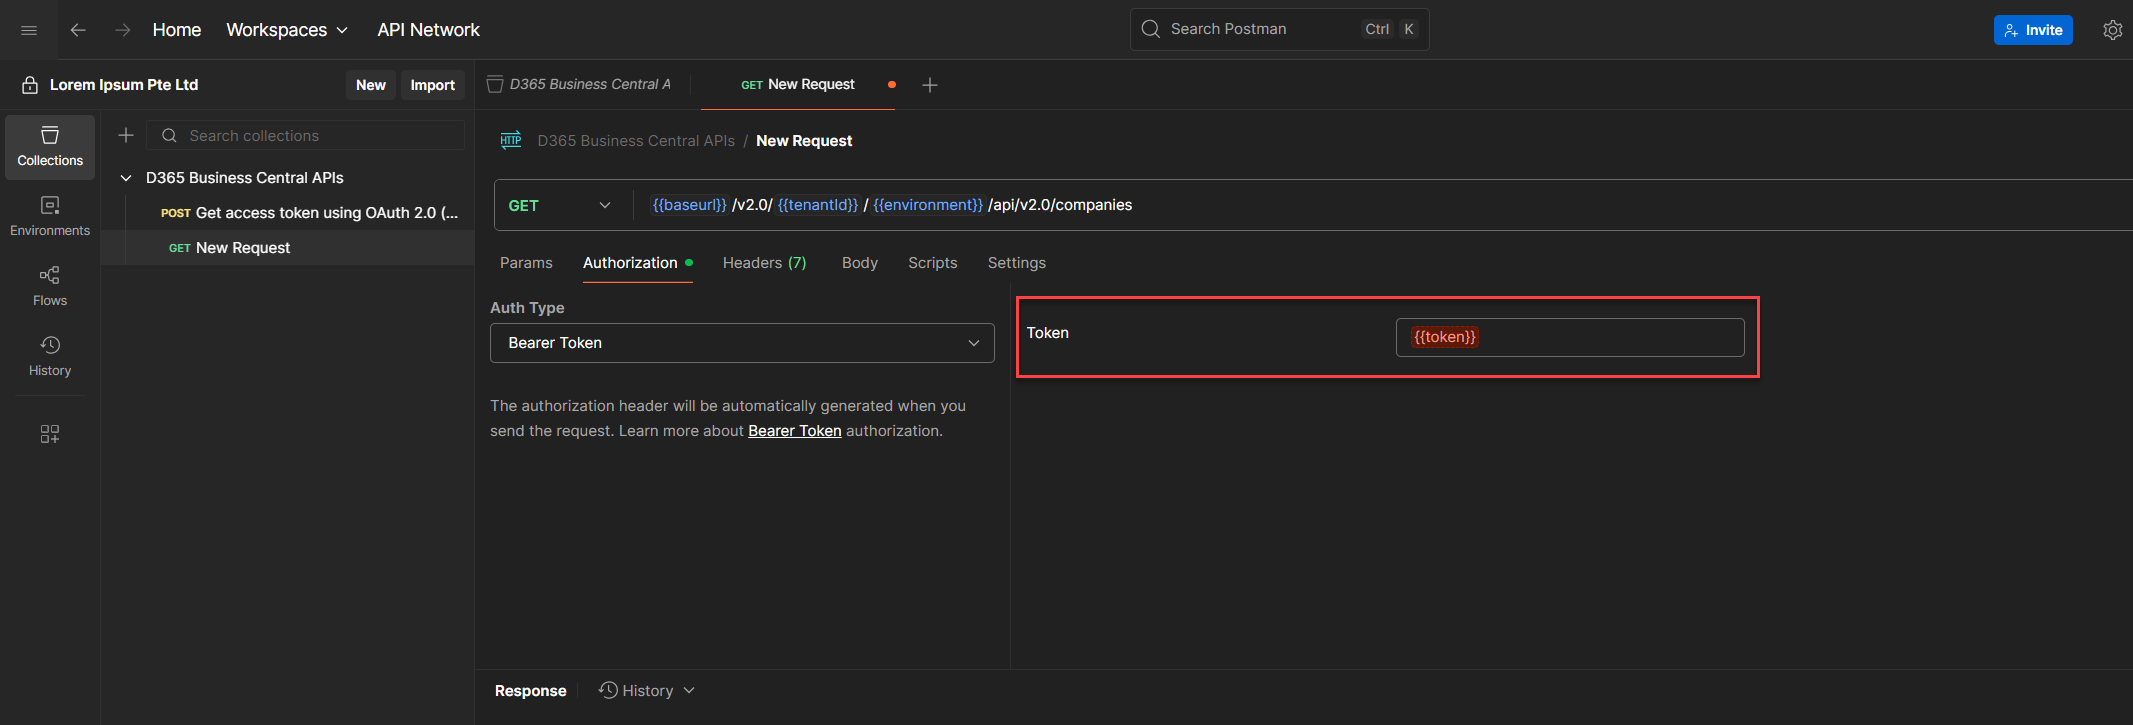 Home
Workspaces
API Network
Search Postman
Ctrl K
Invite
Lorem Ipsum Pte Ltd
New
Import
D365 Business Central A
GET New Request
Collections
Environments
Flows
History
Search collections
D365 Business Central APIs
POST Get access token using OAuth 2.0 (...
GET New Request
HTTP
D365 Business Central APIs / New Request
GET
{{baseurl}} /v2.0/ {{tenantId}} / {{environment}} /api/v2.0/companies
Params
Authorization
Headers (7)
Body
Scripts
Settings
Auth Type
Bearer Token
The authorization header will be automatically generated when you
send the request. Learn more about Bearer Token authorization.
Token
{{token}}
Response
History